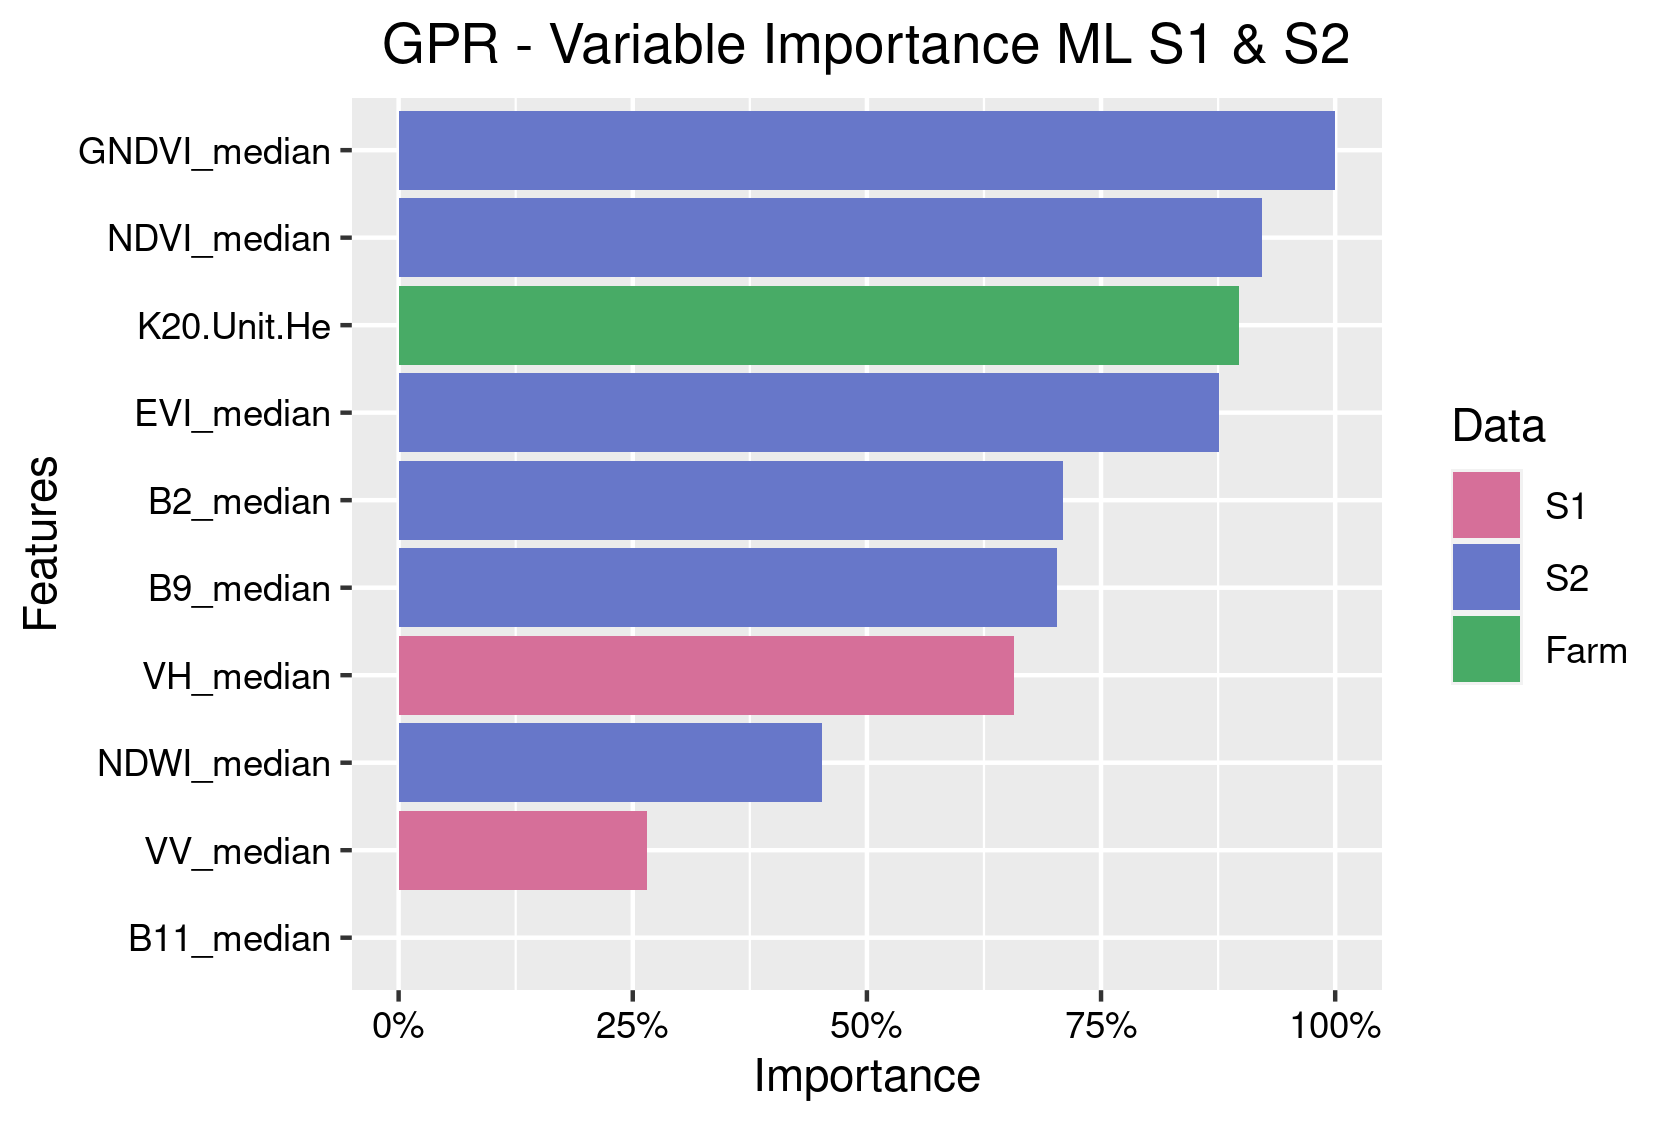 GPR - Variable Importance ML S1 & S2
GNDVI_median
NDVI_median
K20.Unit.He
EVI_median
B2_median
B9_median
VH_median
NDWI_median
VV_median
B11_median
Features
0% 25% 50% 75% 100%
Importance
Data
S1
S2
Farm